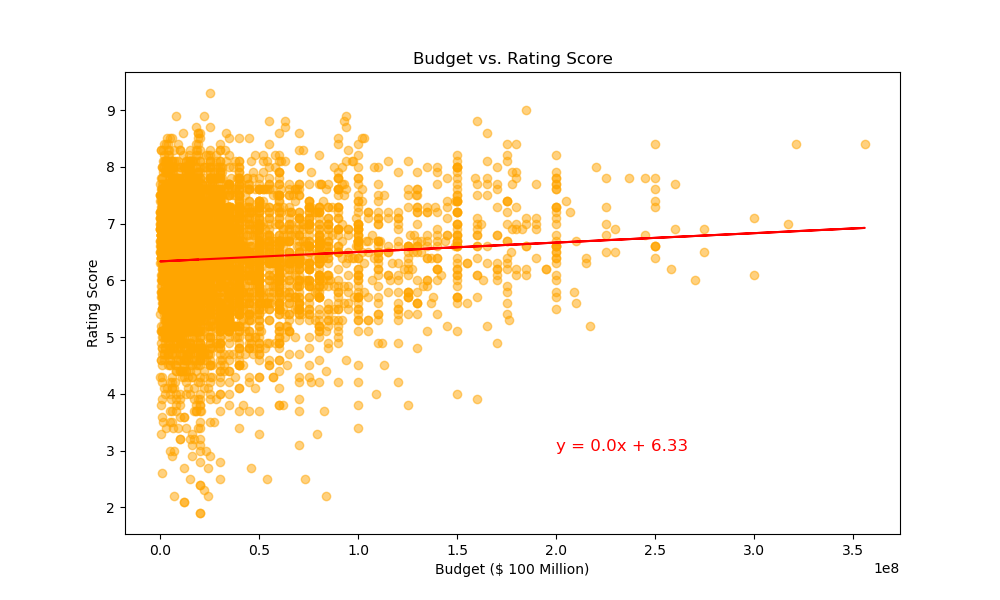 Budget vs. Rating Score
Rating Score
9
8
7
6
5
4
3
2
y = 0.0x + 6.33
0.0 0.5 1.0 1.5 2.0 2.5 3.0 3.5
1e8
Budget ($ 100 Million)